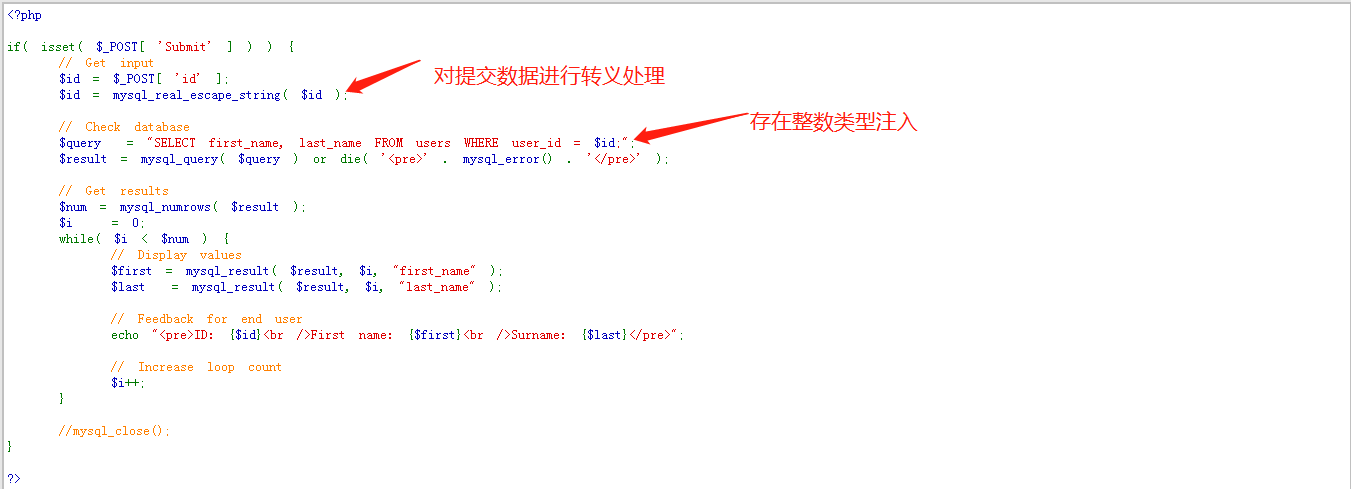 <?php
if( isset( $_POST[ 'Submit' ] ) ) {
// Get input
$id = $_POST[ 'id' ];
对提交数据进行转义处理
$id = mysql_real_escape_string( $id );
// Check database
存在整数类型注入
$query = "SELECT first_name, last_name FROM users WHERE user_id = $id;";
$result = mysql_query( $query ) or die( '<pre>' . mysql_error() . '</pre>' );
// Get results
$num = mysql_numrows( $result );
$i = 0;
while( $i < $num ) {
// Display values
$first = mysql_result( $result, $i, "first_name" );
$last = mysql_result( $result, $i, "last_name" );
// Feedback for end user
echo "<pre>ID: {$id}<br />First name: {$first}<br />Surname: {$last}</pre>";
// Increase loop count
$i++;
}
//mysql_close();
}
?>